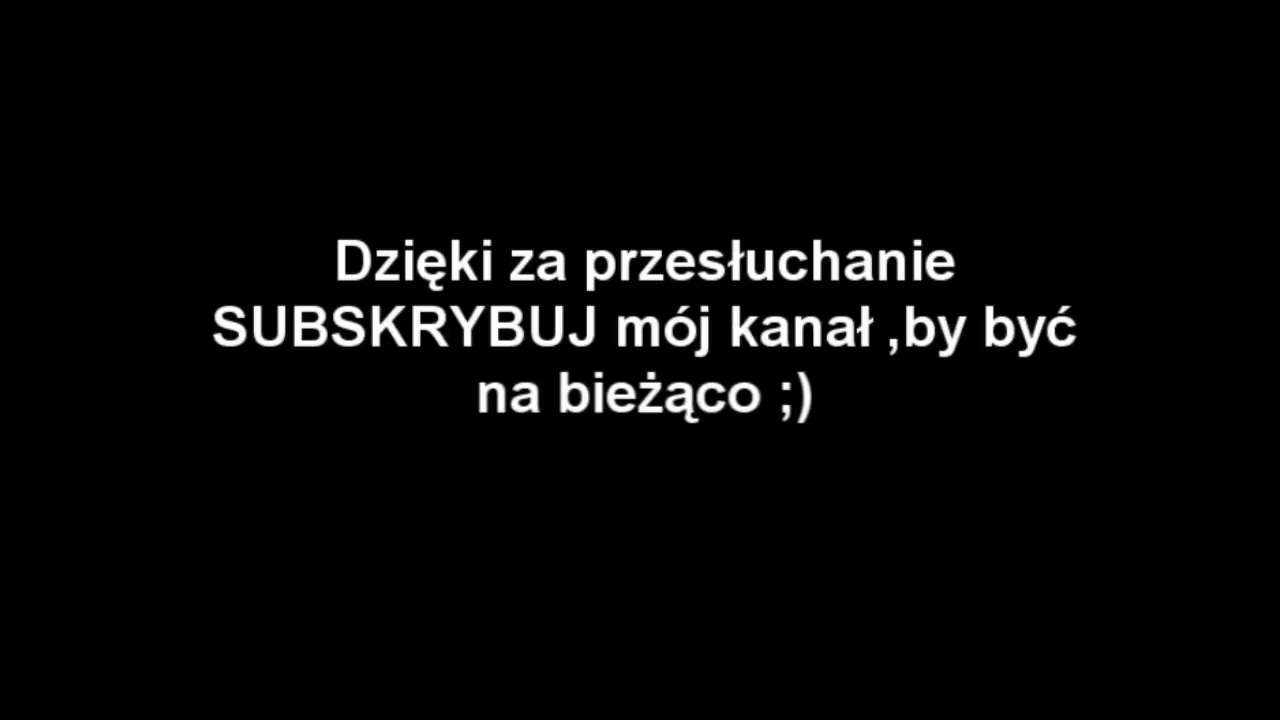 Dzięki za przesłuchanie
SUBSKRYBUJ mój kanał ,by być
na bieżąco ;)